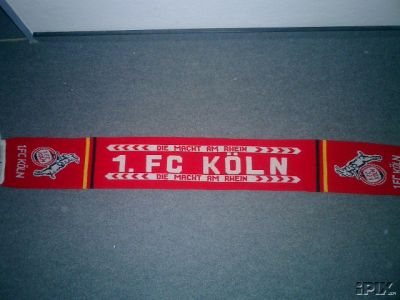 1.FC KÖLN
DIE MACHT AM RHEIN
1. FC KÖLN
DIE MACHT AM RHEIN
1.FC KÖLN
iPIX